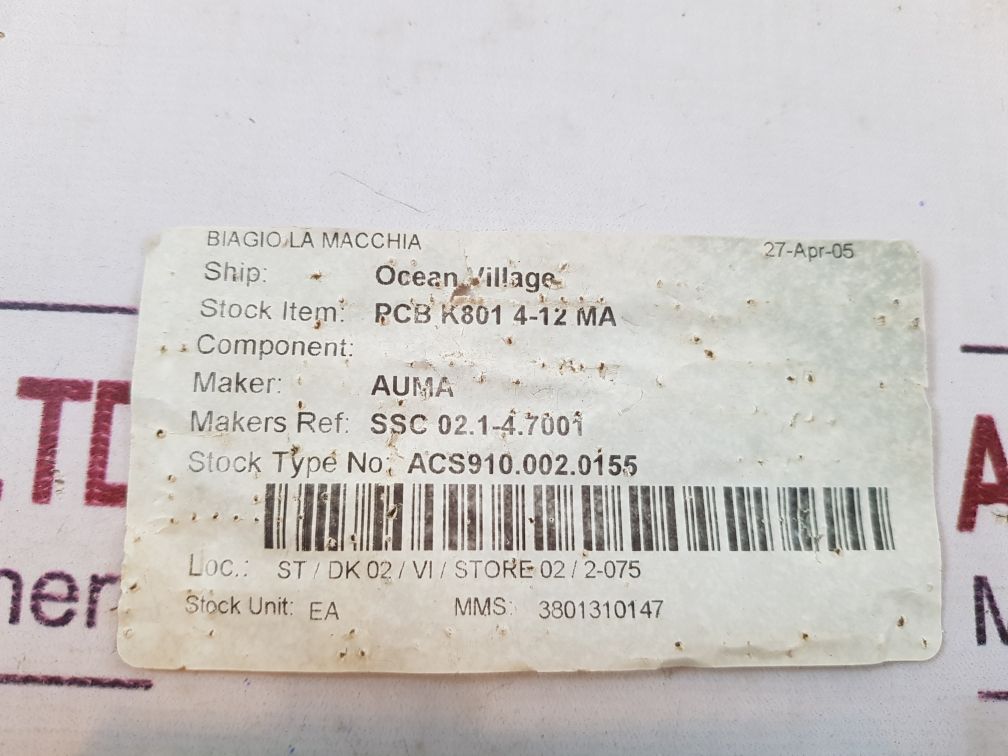 BIAGIO LA MACCHIA 27-Apr-05
Ship: Ocean Village
Stock Item: PCB K801 4-12 MA
Component:
Maker: AUMA
Makers Ref: SSC 02.1-4.7001
Stock Type No: ACS910.002.0155
Loc.: ST / DK 02 / VI / STORE 02 / 2-075
Stock Unit: EA MMS: 3801310147
LTD
ner
A
M